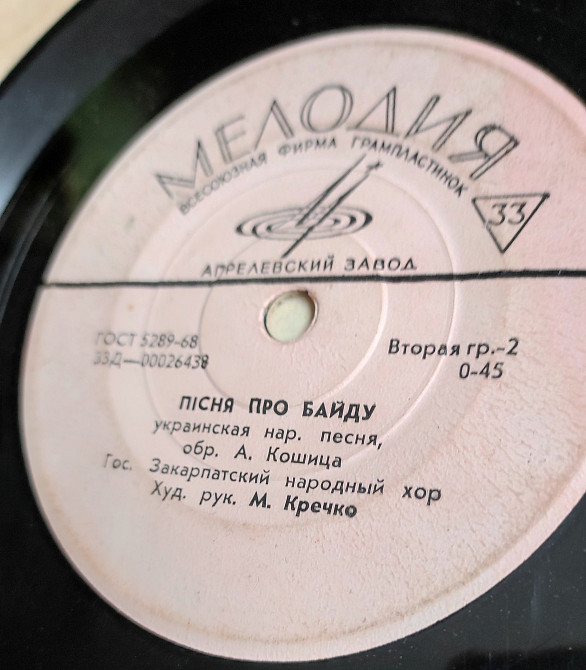 МЕЛОДИЯ
ВСЕСОЮЗНАЯ ФИРМА ГРАМПЛАСТИНОК
33
АПРЕЛЕВСКИЙ ЗАВОД
ГОСТ 5289-68
33Д—00026439
Вторая гр.-2
0-45
ПІСНЯ ПРО БАЙДУ
украинская нар. песня,
обр. А. Кошица
Гос. Закарпатский народный хор
Худ. рук. М. Кречко